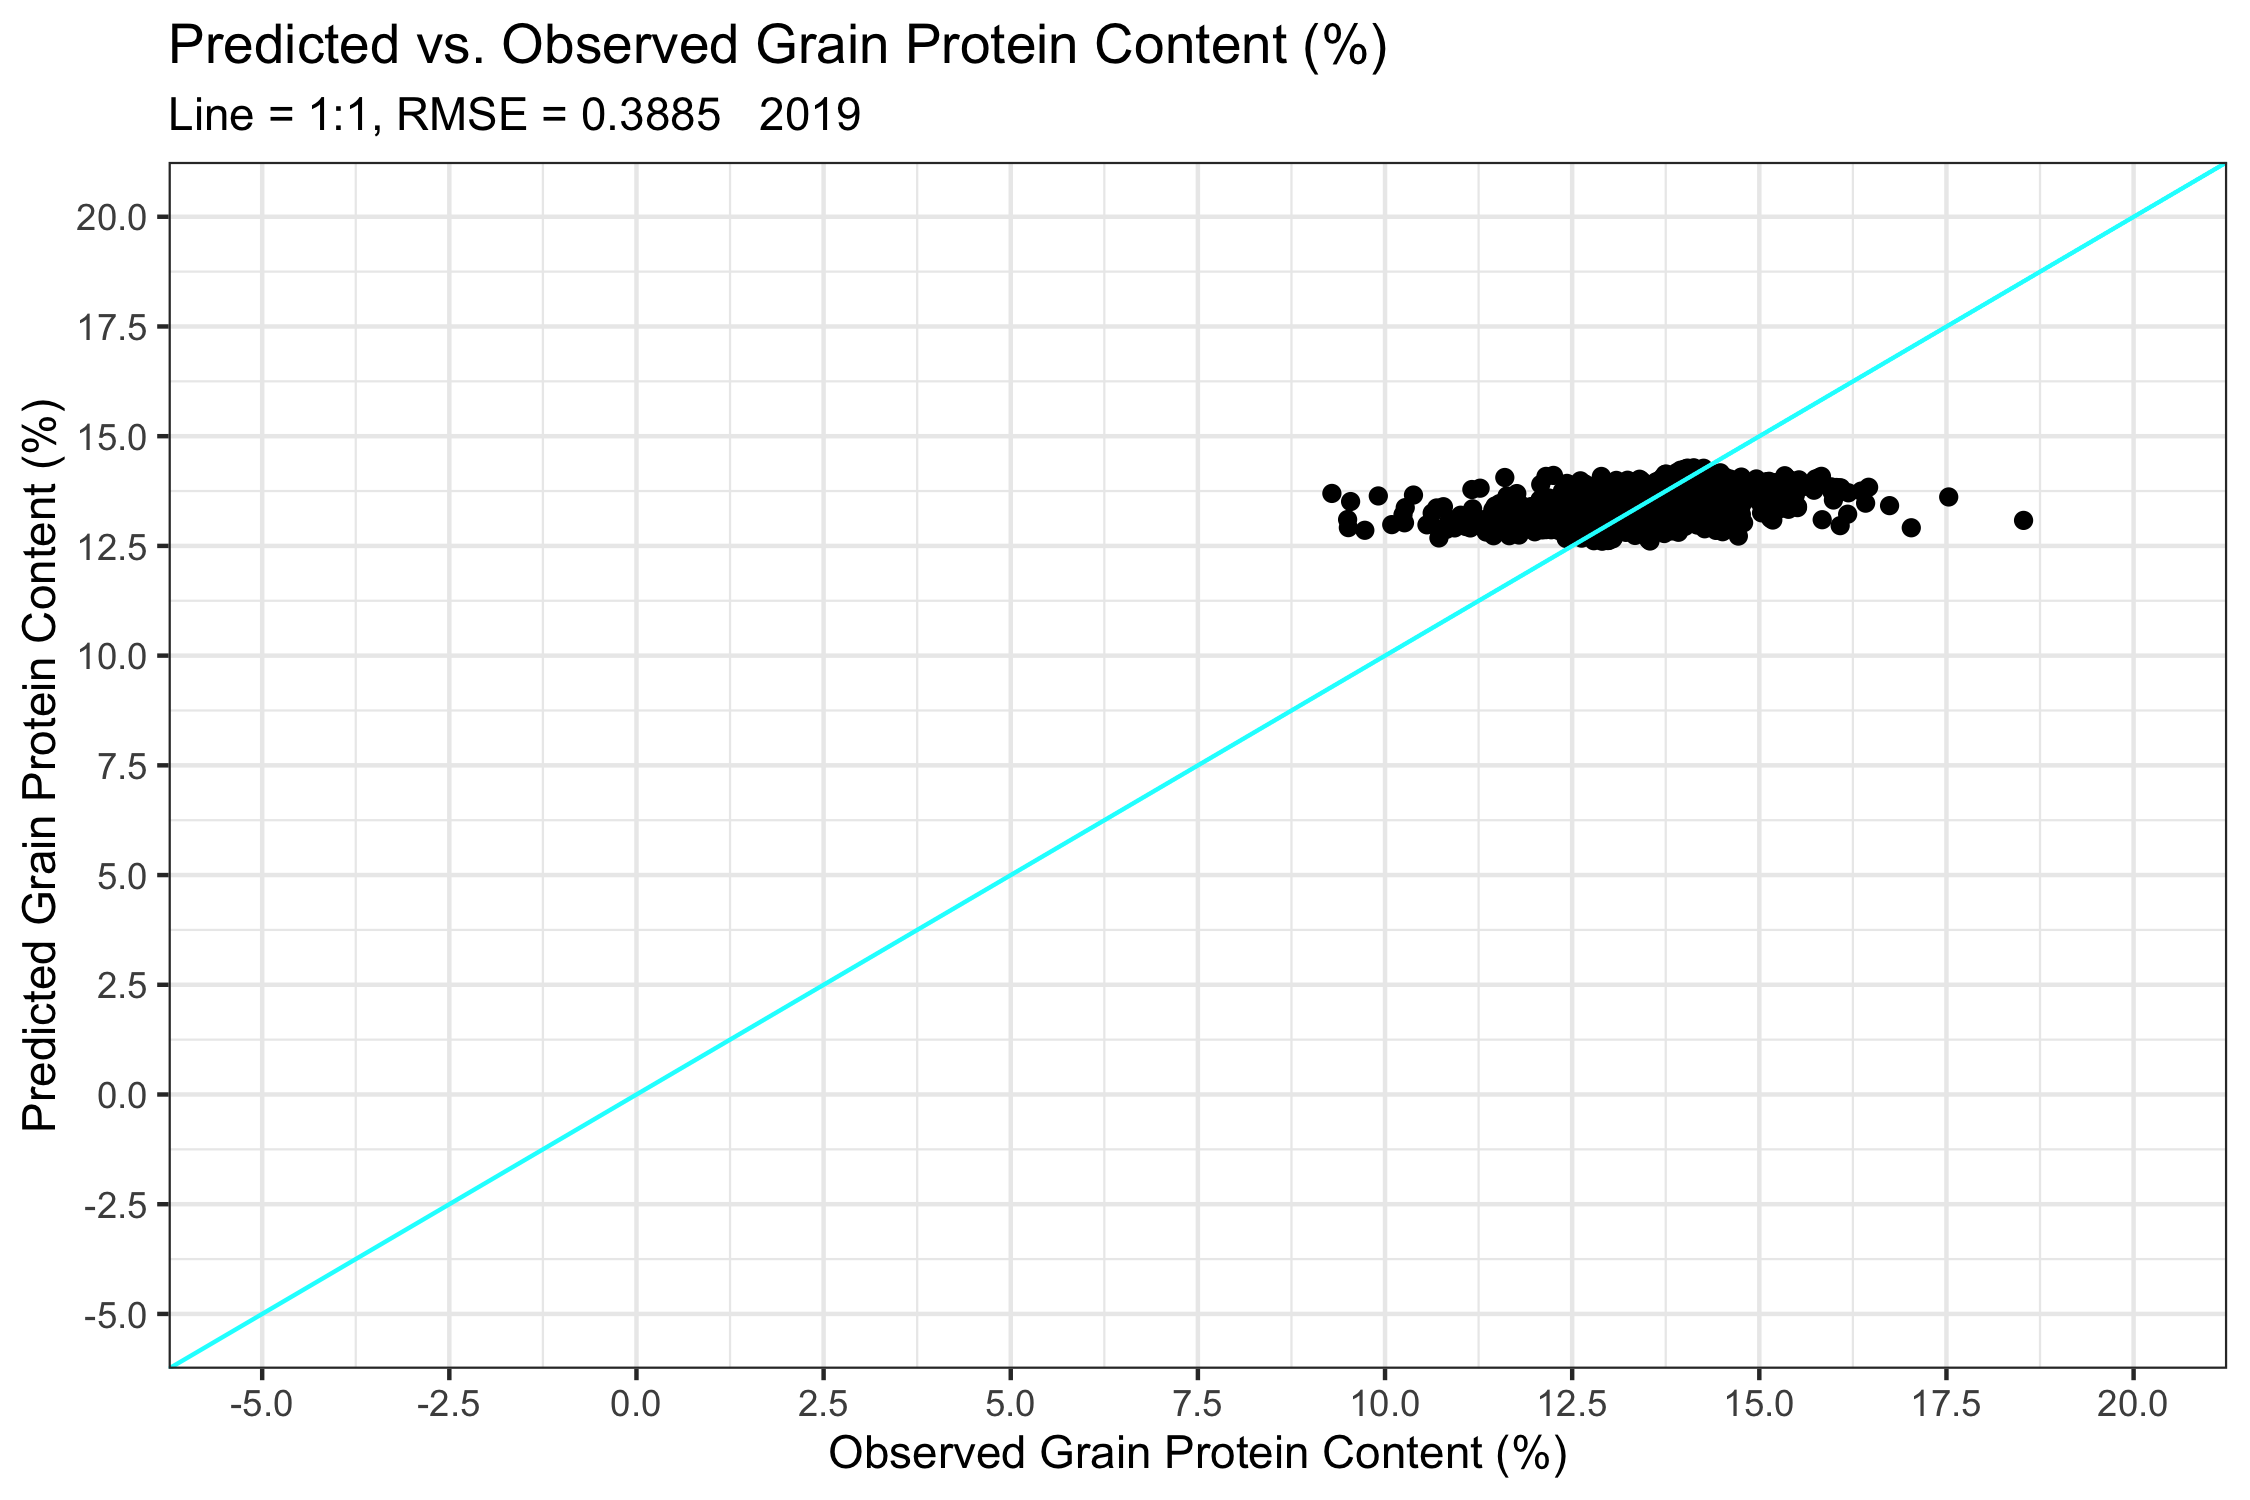 Predicted vs. Observed Grain Protein Content (%)
Line = 1:1, RMSE = 0.3885   2019
Predicted Grain Protein Content (%)
20.0
17.5
15.0
12.5
10.0
7.5
5.0
2.5
0.0
-2.5
-5.0
-5.0 -2.5 0.0 2.5 5.0 7.5 10.0 12.5 15.0 17.5 20.0
Observed Grain Protein Content (%)